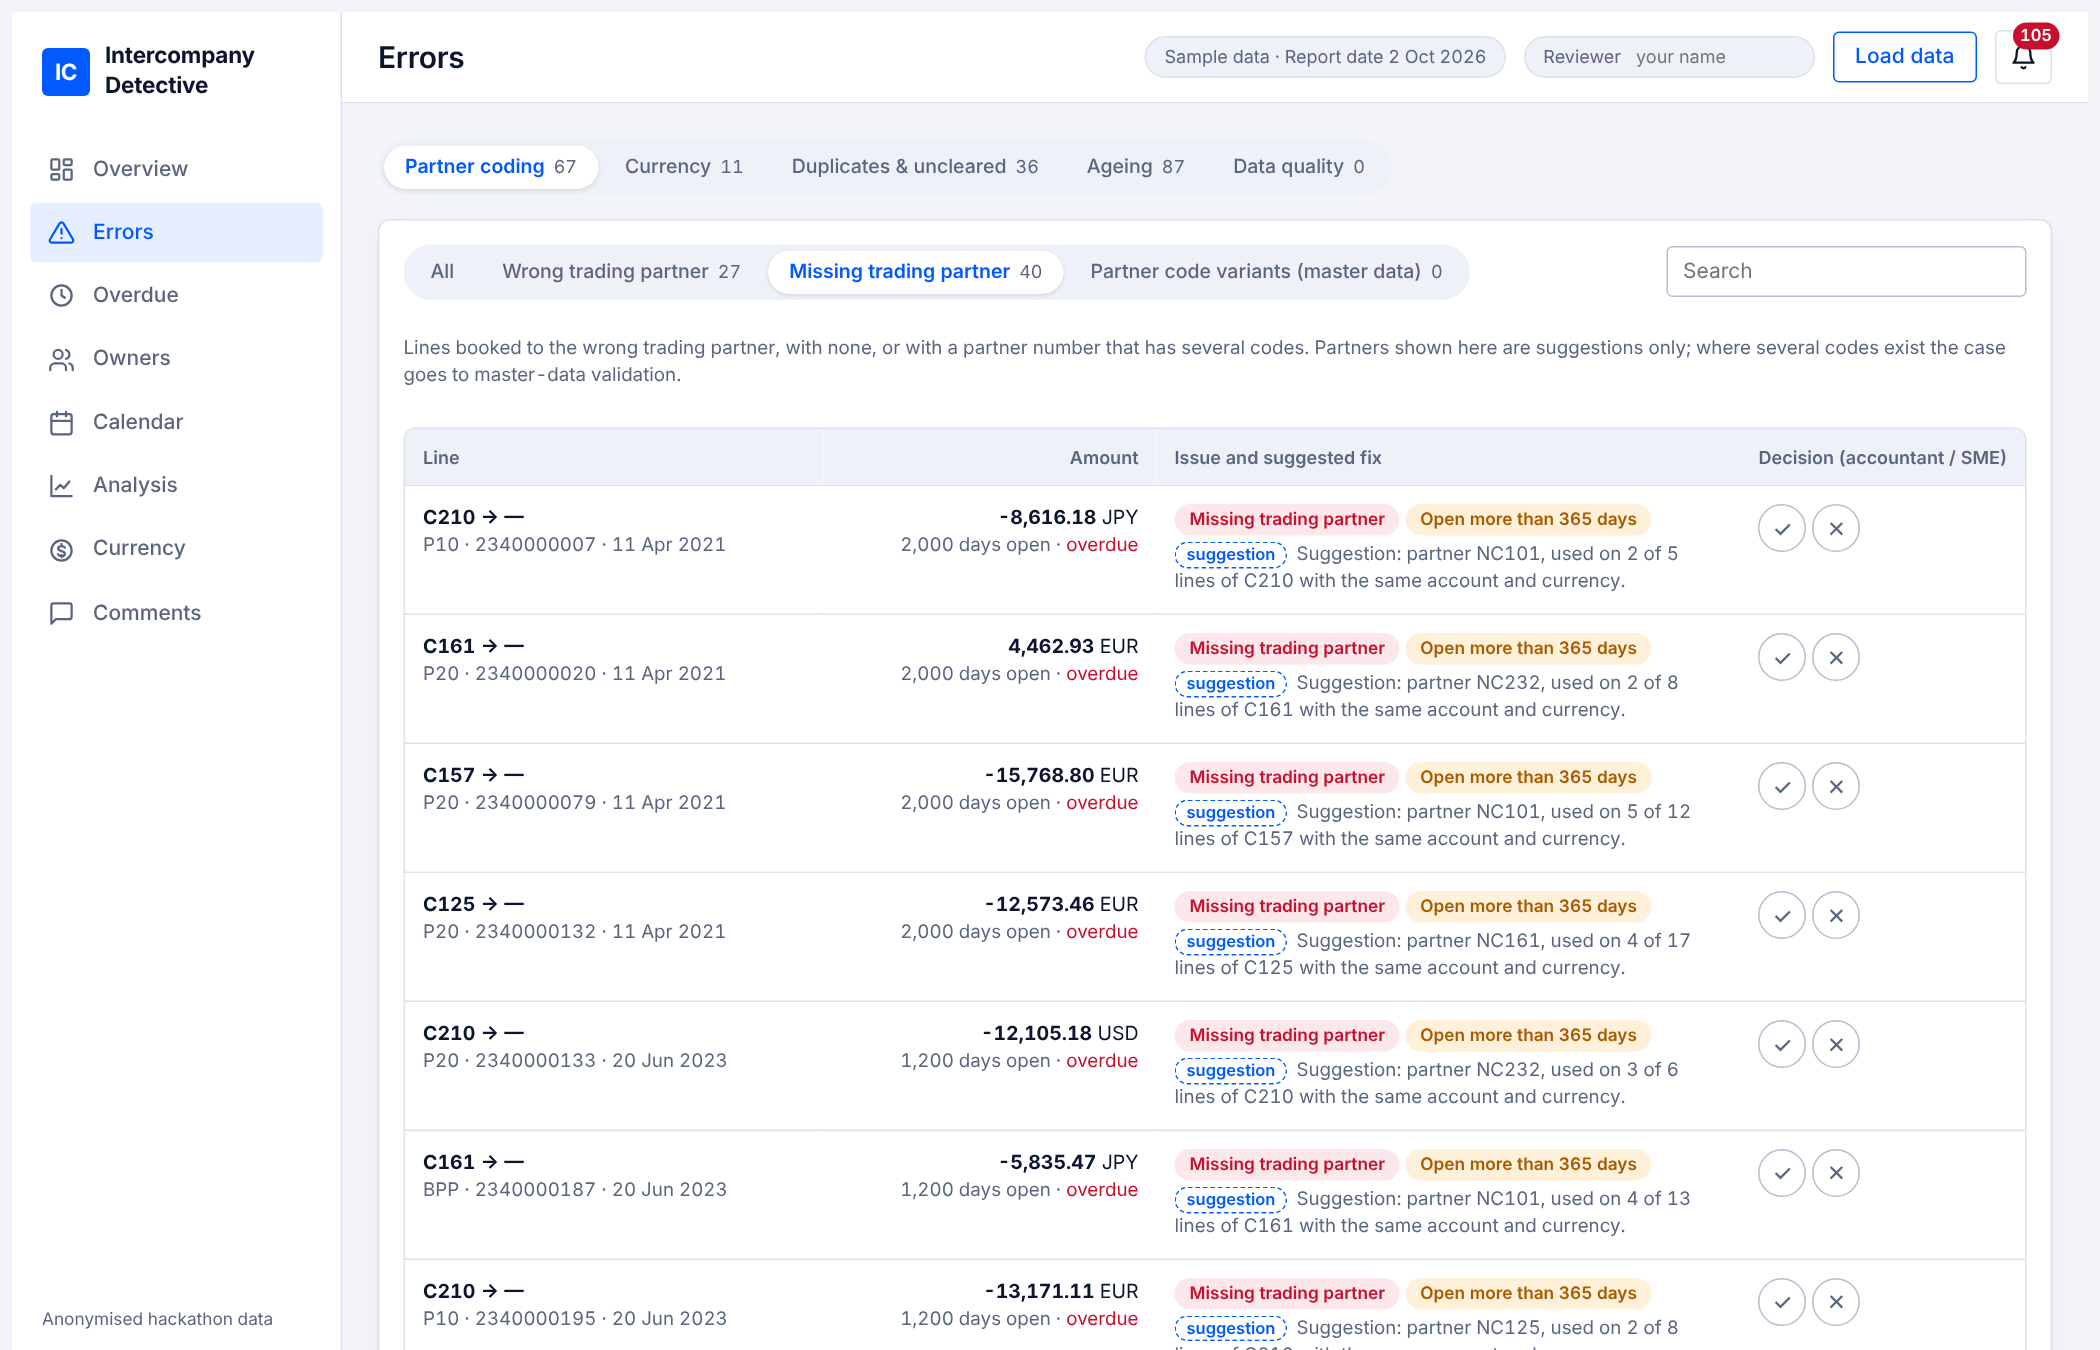 IC
Intercompany
Detective
Overview
Errors
Overdue
Owners
Calendar
Analysis
Currency
Comments
Anonymised hackathon data
Errors
Sample data · Report date 2 Oct 2026
Reviewer your name
Load data
105
Partner coding 67
Currency 11
Duplicates & uncleared 36
Ageing 87
Data quality 0
All
Wrong trading partner 27
Missing trading partner 40
Partner code variants (master data) 0
Search
Lines booked to the wrong trading partner, with none, or with a partner number that has several codes. Partners shown here are suggestions only; where several codes exist the case
goes to master-data validation.
Line Amount Issue and suggested fix Decision (accountant / SME)
C210 → — -8,616.18 JPY Missing trading partner Open more than 365 days
P10 · 2340000007 · 11 Apr 2021 2,000 days open · overdue suggestion Suggestion: partner NC101, used on 2 of 5
lines of C210 with the same account and currency.
C161 → — 4,462.93 EUR Missing trading partner Open more than 365 days
P20 · 2340000020 · 11 Apr 2021 2,000 days open · overdue suggestion Suggestion: partner NC232, used on 2 of 8
lines of C161 with the same account and currency.
C157 → — -15,768.80 EUR Missing trading partner Open more than 365 days
P20 · 2340000079 · 11 Apr 2021 2,000 days open · overdue suggestion Suggestion: partner NC101, used on 5 of 12
lines of C157 with the same account and currency.
C125 → — -12,573.46 EUR Missing trading partner Open more than 365 days
P20 · 2340000132 · 11 Apr 2021 2,000 days open · overdue suggestion Suggestion: partner NC161, used on 4 of 17
lines of C125 with the same account and currency.
C210 → — -12,105.18 USD Missing trading partner Open more than 365 days
P20 · 2340000133 · 20 Jun 2023 1,200 days open · overdue suggestion Suggestion: partner NC232, used on 3 of 6
lines of C210 with the same account and currency.
C161 → — -5,835.47 JPY Missing trading partner Open more than 365 days
BPP · 2340000187 · 20 Jun 2023 1,200 days open · overdue suggestion Suggestion: partner NC101, used on 4 of 13
lines of C161 with the same account and currency.
C210 → — -13,171.11 EUR Missing trading partner Open more than 365 days
P10 · 2340000195 · 20 Jun 2023 1,200 days open · overdue suggestion Suggestion: partner NC125, used on 2 of 8